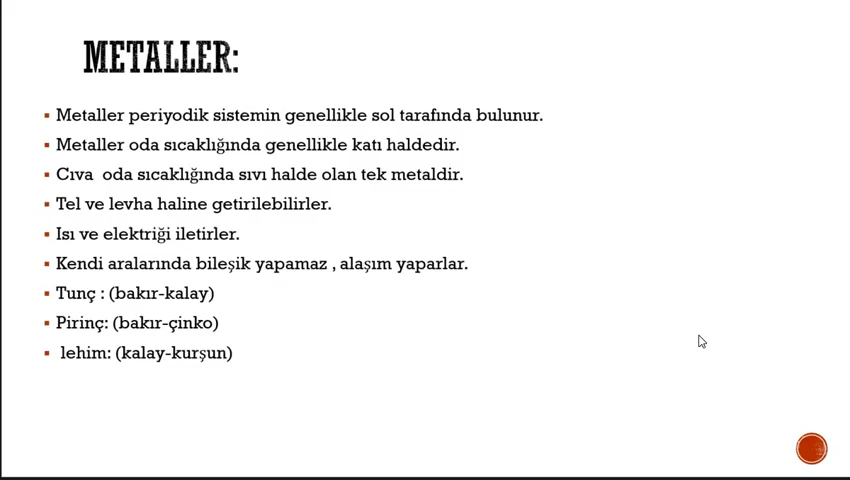 METALLER:
▪ Metaller periyodik sistemin genellikle sol tarafında bulunur.
▪ Metaller oda sıcaklığında genellikle katı haldedir.
▪ Cıva oda sıcaklığında sıvı halde olan tek metaldir.
▪ Tel ve levha haline getirilebilirler.
▪ Isı ve elektriği iletirler.
▪ Kendi aralarında bileşik yapamaz , alaşım yaparlar.
▪ Tunç : (bakır-kalay)
▪ Pirinç: (bakır-çinko)
▪ lehim: (kalay-kurşun)